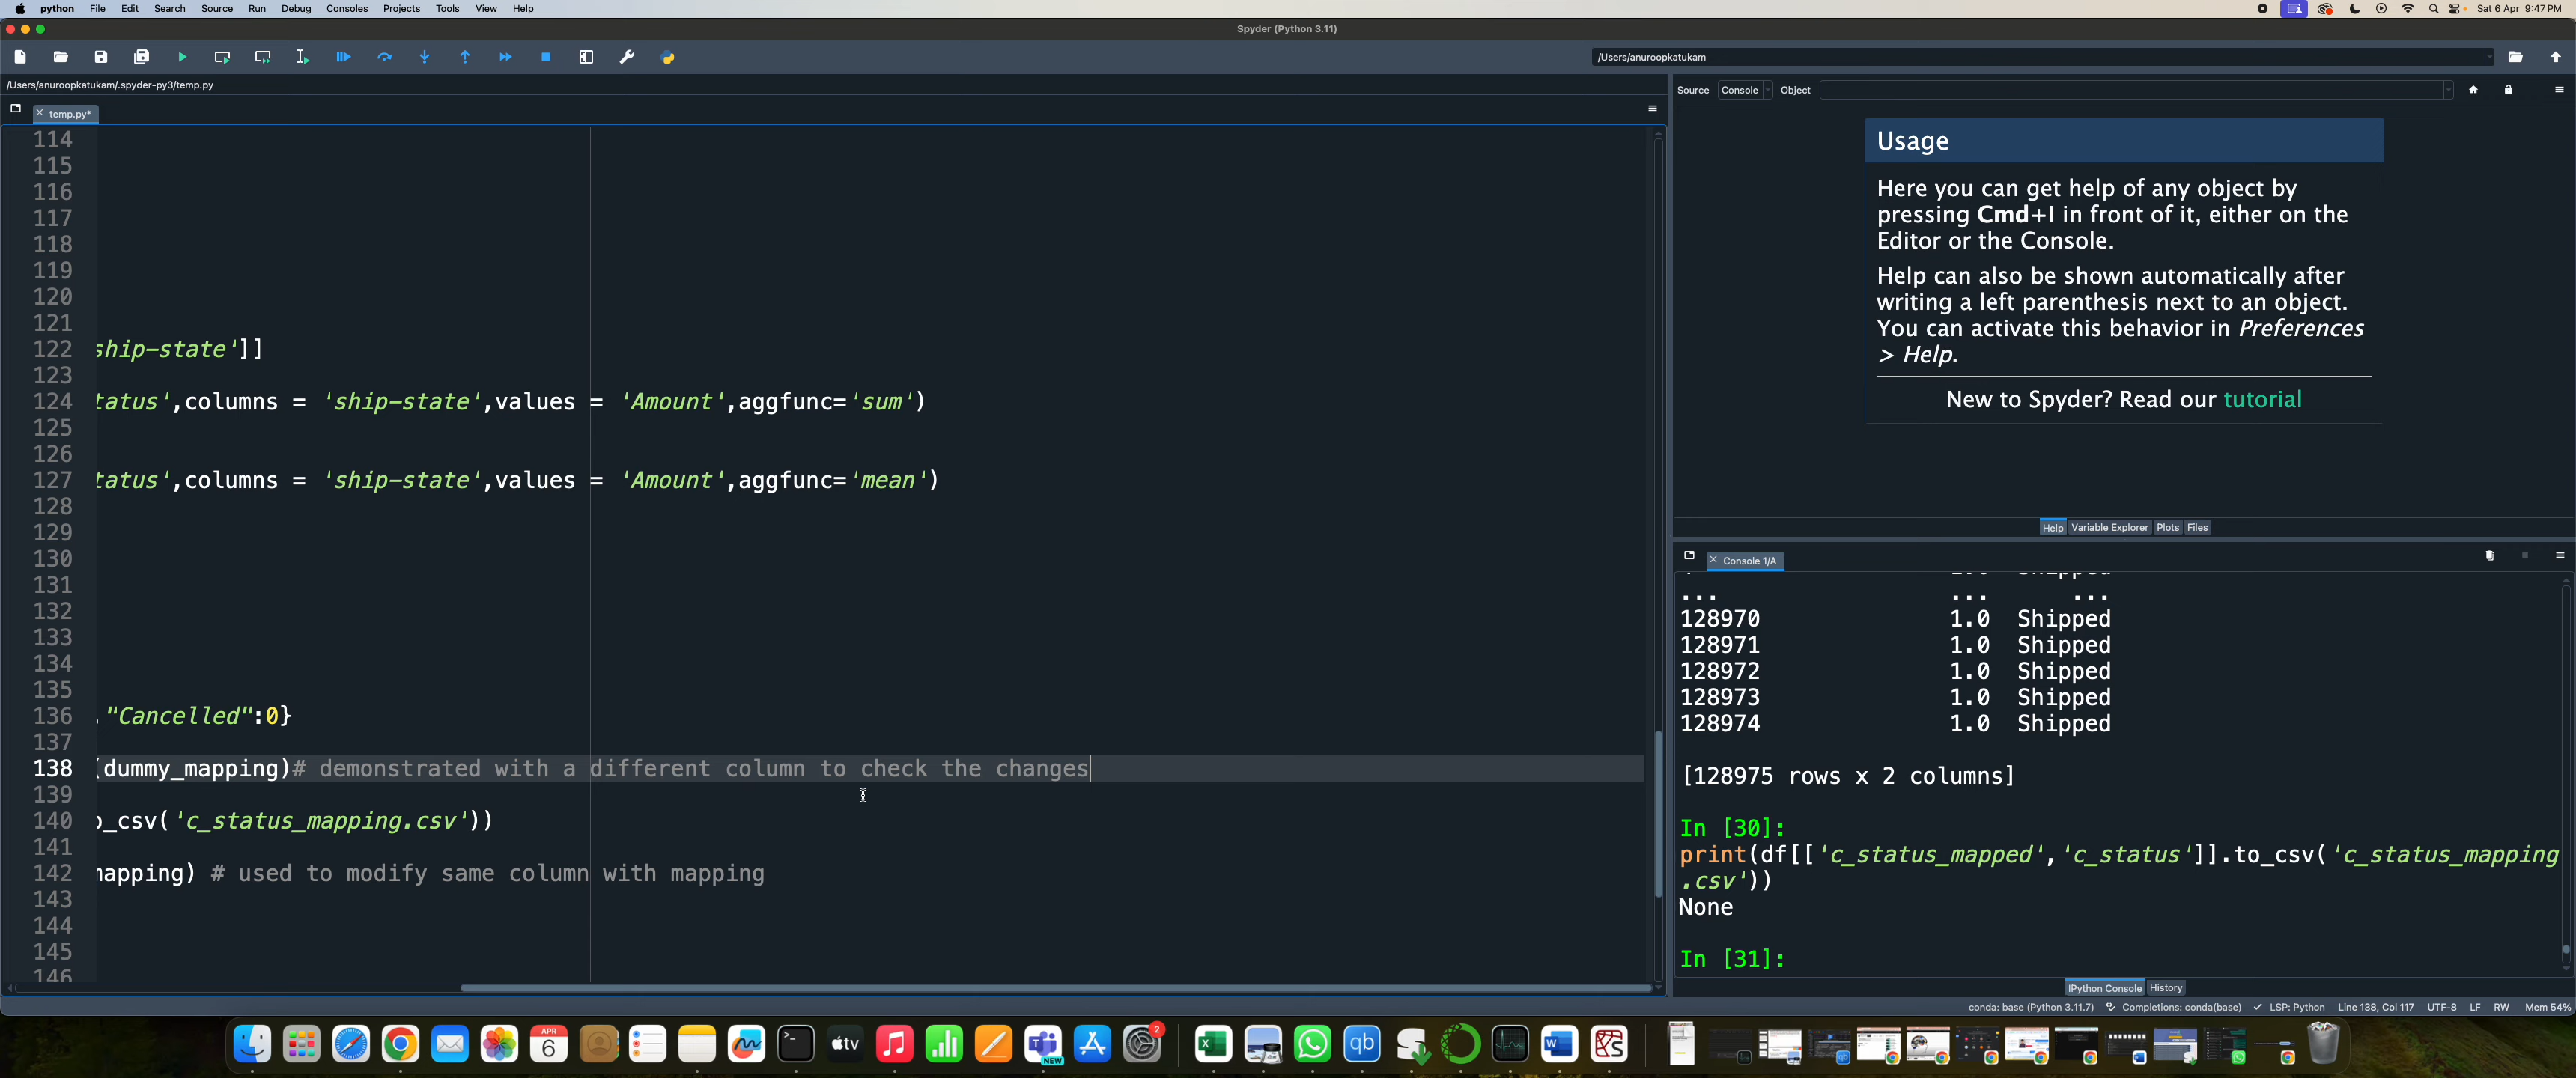 python File Edit Search Source Run Debug Consoles Projects Tools View Help
Sat 6 Apr 9:47 PM
Spyder (Python 3.11)
/Users/anuroopkatukam
/Users/anuroopkatukam/.spyder-py3/temp.py
Source Console Object
temp.py*
Usage
Here you can get help of any object by
pressing Cmd+I in front of it, either on the
Editor or the Console.
Help can also be shown automatically after
writing a left parenthesis next to an object.
You can activate this behavior in Preferences
> Help.
New to Spyder? Read our tutorial
Help Variable Explorer Plots Files
114
115
116
117
118
119
120
121
122 ship-state']]
123
124 tatus',columns = 'ship-state',values = 'Amount',aggfunc='sum')
125
126
127 tatus',columns = 'ship-state',values = 'Amount',aggfunc='mean')
128
129
130
131
132
133
134
135
136 ,"Cancelled":0}
137
138 (dummy_mapping)# demonstrated with a different column to check the changes
139
140 o_csv('c_status_mapping.csv'))
141
142 mapping) # used to modify same column with mapping
143
144
145
146
Console 1/A
... ... ...
128970 1.0 Shipped
128971 1.0 Shipped
128972 1.0 Shipped
128973 1.0 Shipped
128974 1.0 Shipped
[128975 rows x 2 columns]
In [30]:
print(df[['c_status_mapped','c_status']].to_csv('c_status_mapping
.csv'))
None
In [31]:
IPython Console History
conda: base (Python 3.11.7) Completions: conda(base) LSP: Python Line 138, Col 117 UTF-8 LF RW Mem 54%
APR
6
tv
NEW
2
qb